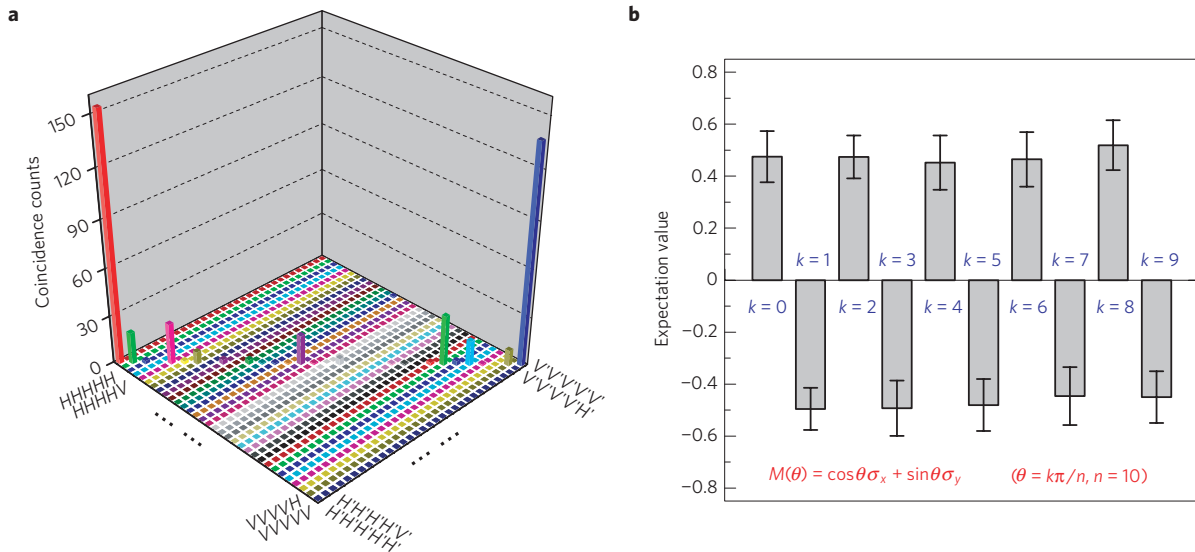 a
Coincidence counts
150
120
90
60
30
0
HHHHH
HHHHV
VVVVH
VVVVV
H'H'H'H'V'
H'H'H'H'H'
V'V'V'V'V'
V'V'V'V'H'
b
Expectation value
0.8
0.6
0.4
0.2
0
−0.2
−0.4
−0.6
−0.8
k = 1 k = 3 k = 5 k = 7 k = 9
k = 0 k = 2 k = 4 k = 6 k = 8
M(θ) = cosθσx + sinθσy (θ = kπ/n, n = 10)